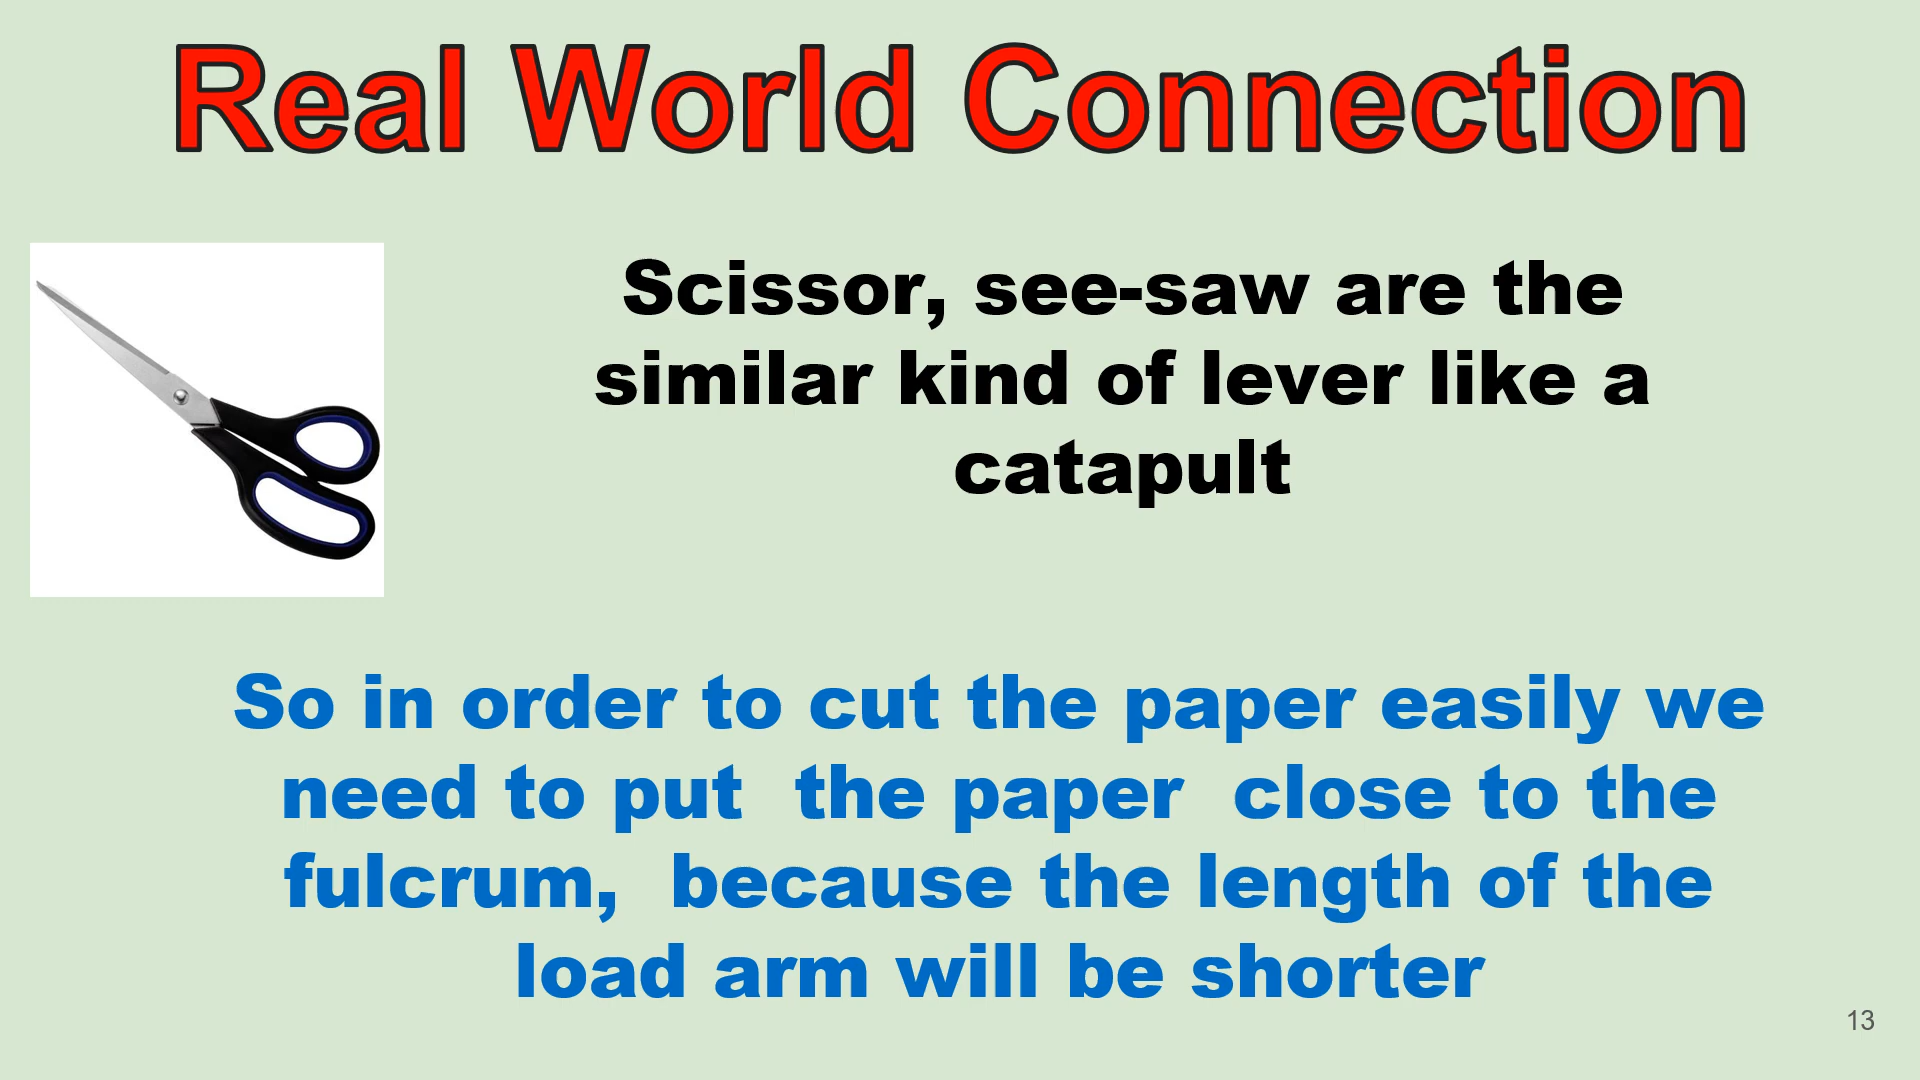 Real World Connection
Scissor, see-saw are the
similar kind of lever like a
catapult
So in order to cut the paper easily we
need to put  the paper  close to the
fulcrum,  because the length of the
load arm will be shorter
13